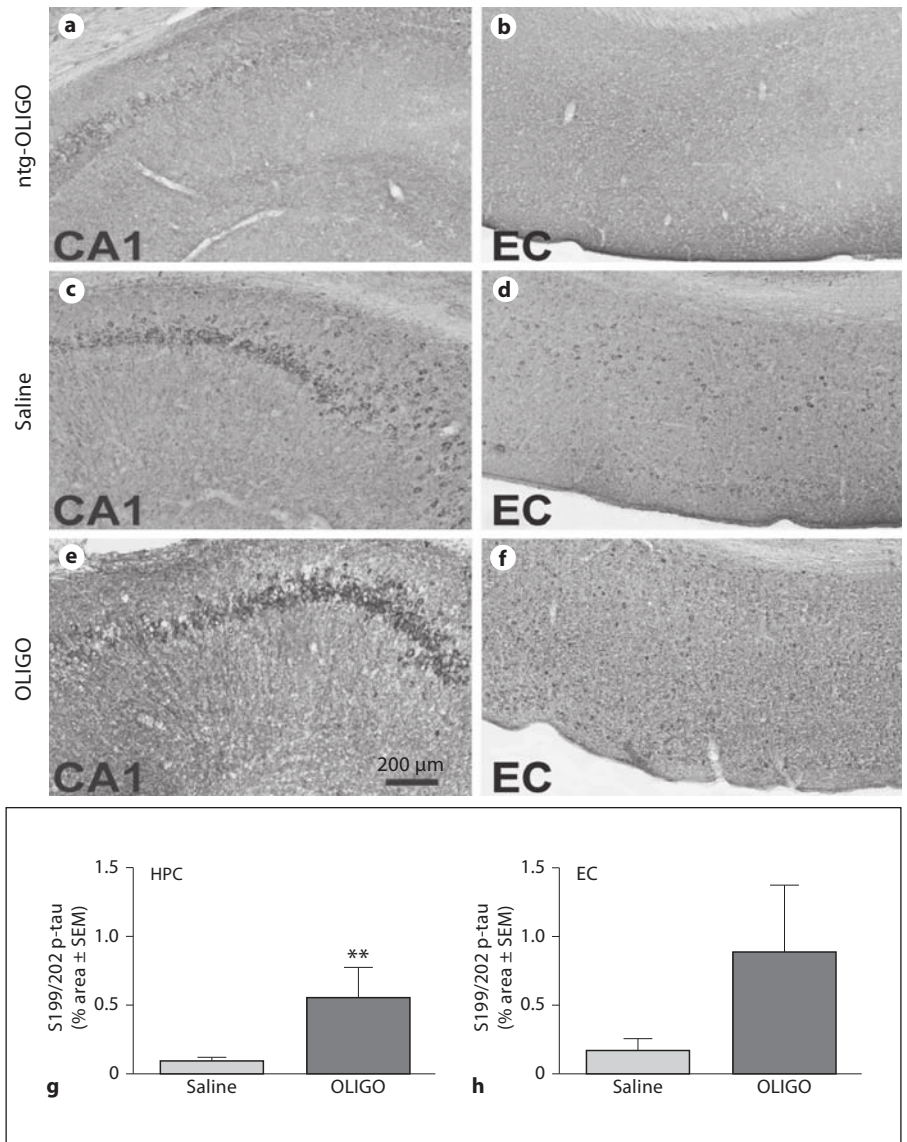 a
b
ntg-OLIGO
CA1
EC
c
d
Saline
CA1
EC
e
f
OLIGO
CA1
200 µm
EC
1.5
HPC
1.0
0.5
0
S199/202 p-tau
(% area ± SEM)
**
Saline
OLIGO
g
1.5
EC
1.0
0.5
0
S199/202 p-tau
(% area ± SEM)
Saline
OLIGO
h